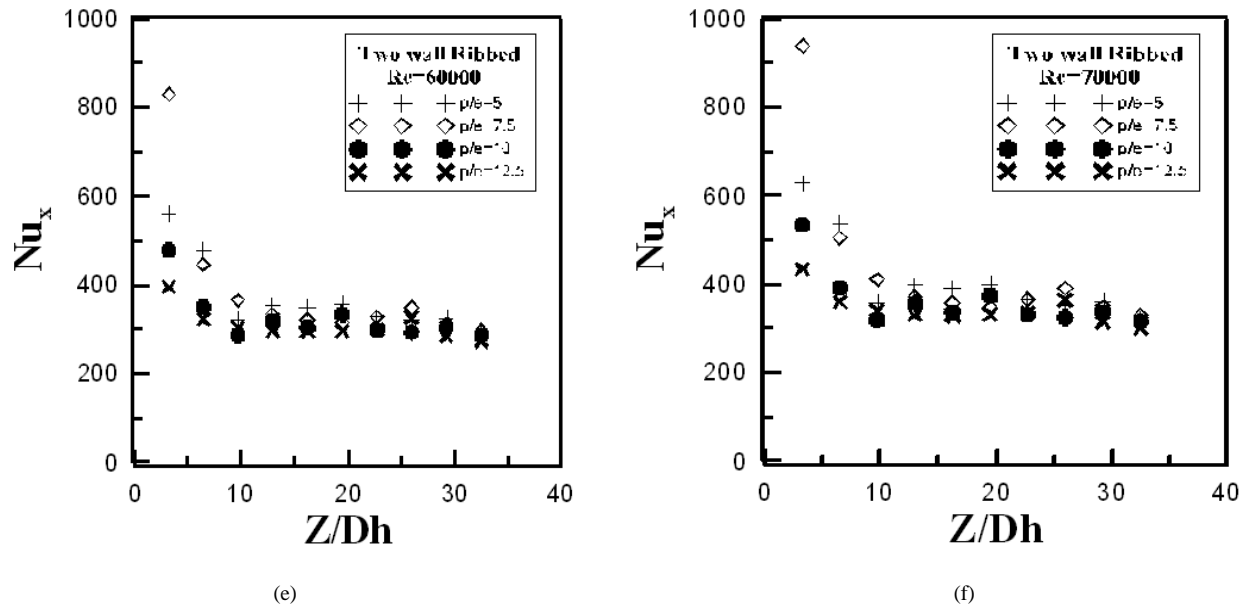 1000
800
600
400
200
0
0 10 20 30 40
Nu_x
Z/Dh
Two wall Ribbed
Re=60000
p/e=5
p/e 7.5
p/e=10
p/e=12.5
(e)
1000
800
600
400
200
0
0 10 20 30 40
Nu_x
Z/Dh
Two wall Ribbed
Re=70000
p/e=5
p/e 7.5
p/e=10
p/e=12.5
(f)